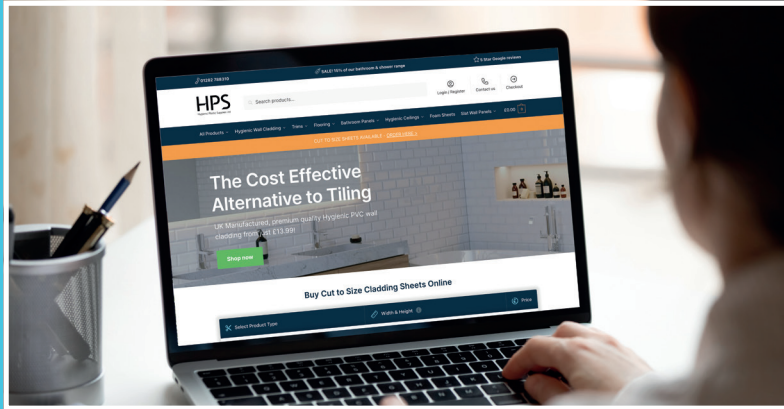 01282 788310
SALE! 15% of our bathroom & shower range
5 Star Google reviews
HPS
Search products...
Login / Register
Contact us
Checkout
All Products
Hygienic Wall Cladding
Trims
Flooring
Bathroom Panels
Hygienic Ceilings
Foam Sheets
Slat Wall Panels
£0.00
CUT TO SIZE SHEETS AVAILABLE - ORDER HERE >
The Cost Effective
Alternative to Tiling
UK Manufactured, premium quality Hygienic PVC wall
cladding from just £13.99!
Shop now
Buy Cut to Size Cladding Sheets Online
Select Product Type
Width & Height
Price